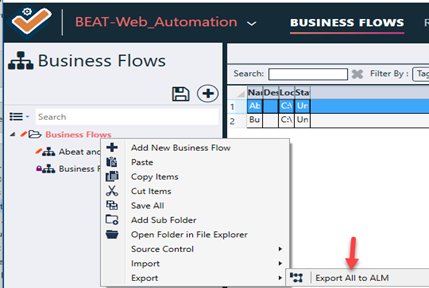 BEAT-Web_Automation
BUSINESS FLOWS
Business Flows
Search:
Filter By :
Tag
Search
Nai Des Loc Stat
1 Ab C:\ Un
2 Bu C:\ Un
Business Flows
Abeat and
Business F
Add New Business Flow
Paste
Copy Items
Cut Items
Save All
Add Sub Folder
Open Folder in File Explorer
Source Control
Import
Export
Export All to ALM